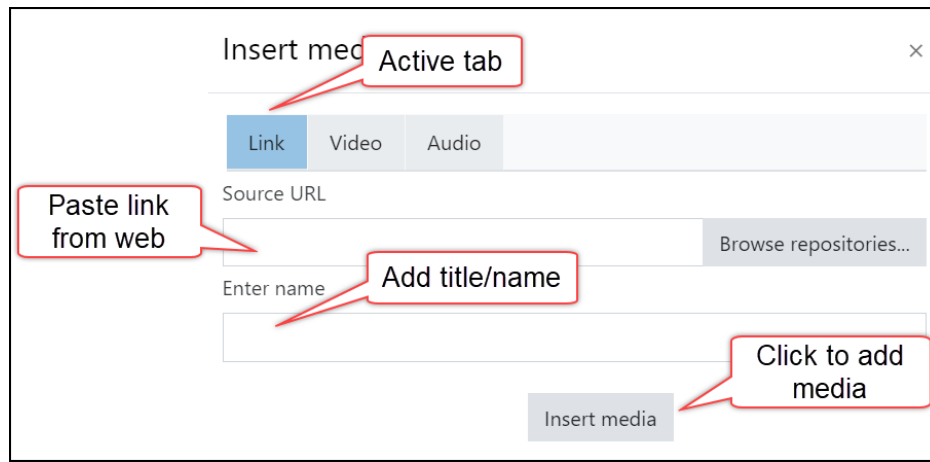 Insert med
Active tab
×
Link Video Audio
Source URL
Paste link
from web
Browse repositories...
Add title/name
Enter name
Click to add
media
Insert media